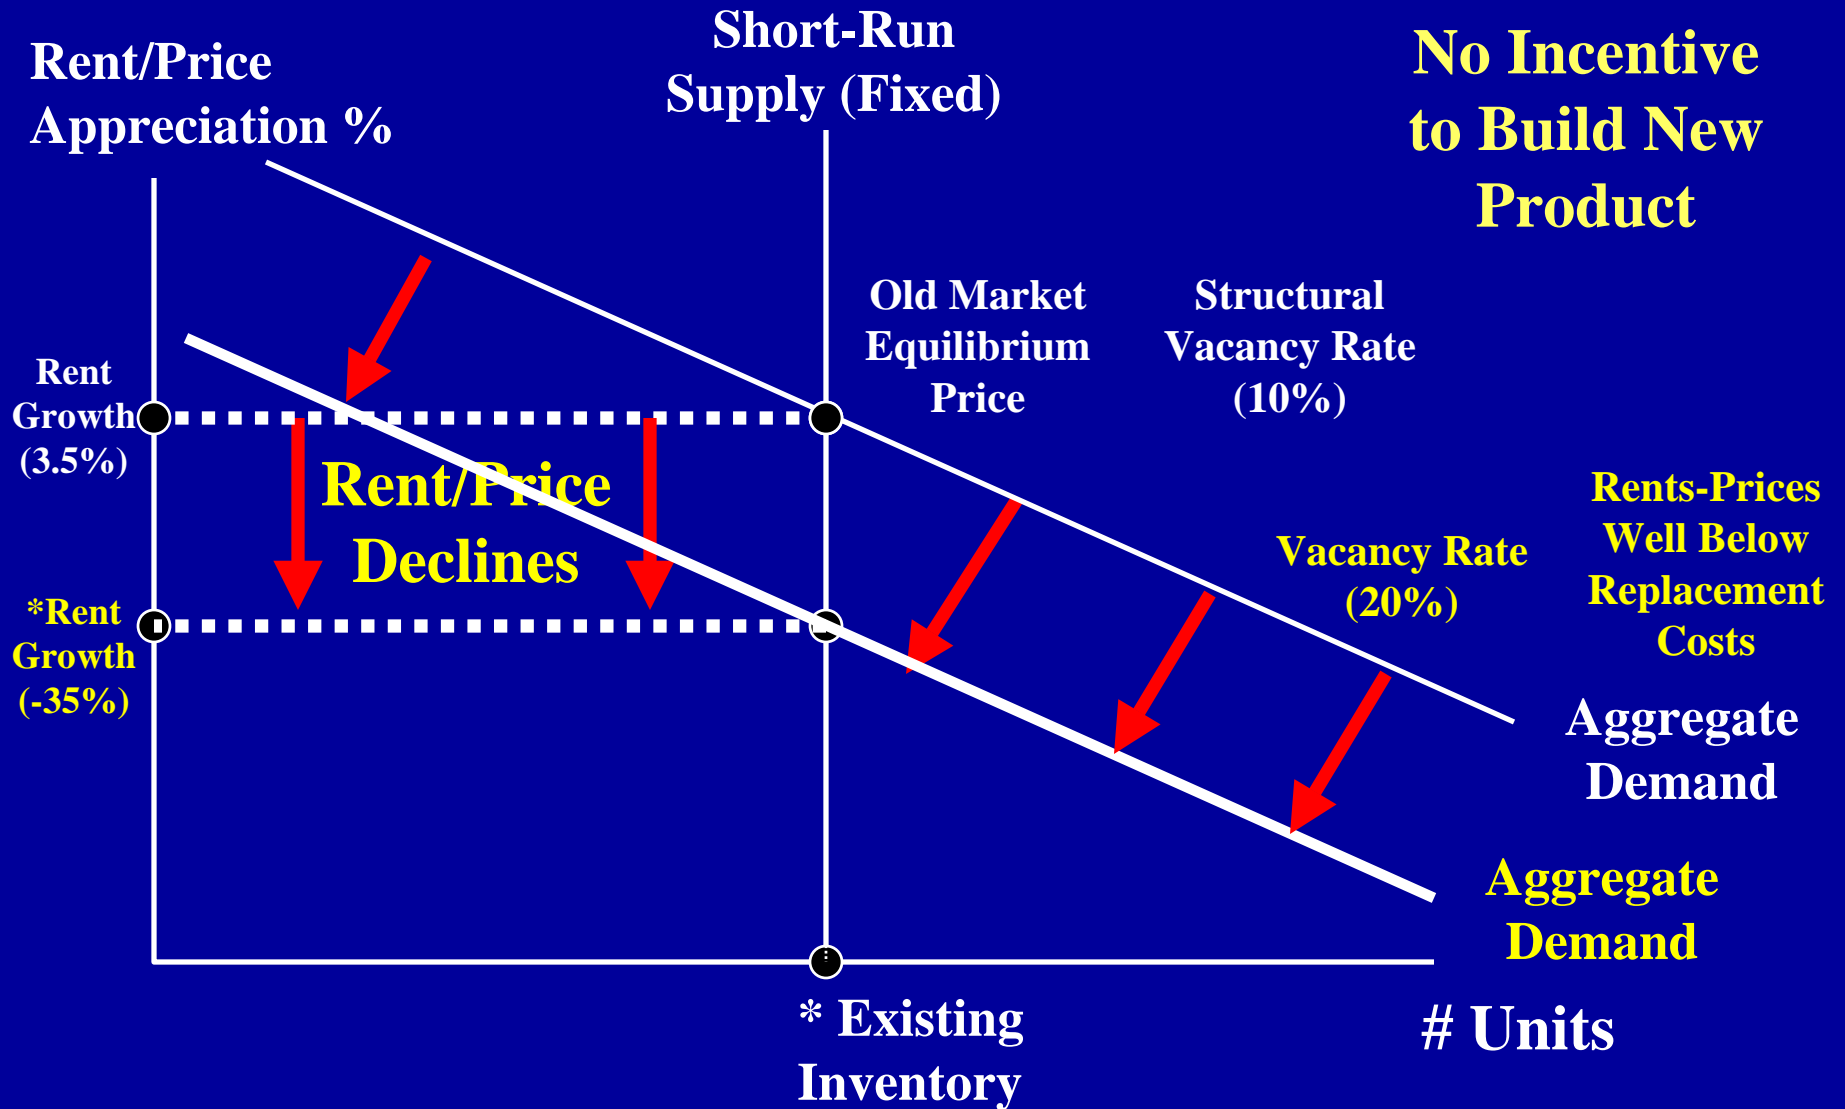 Rent/Price
Appreciation %
Short-Run
Supply (Fixed)
No Incentive
to Build New
Product
Old Market
Equilibrium
Price
Structural
Vacancy Rate
(10%)
Rent
Growth
(3.5%)
Rent/Price
Declines
Vacancy Rate
(20%)
Rents-Prices
Well Below
Replacement
Costs
*Rent
Growth
(-35%)
Aggregate
Demand
Aggregate
Demand
* Existing
Inventory
# Units